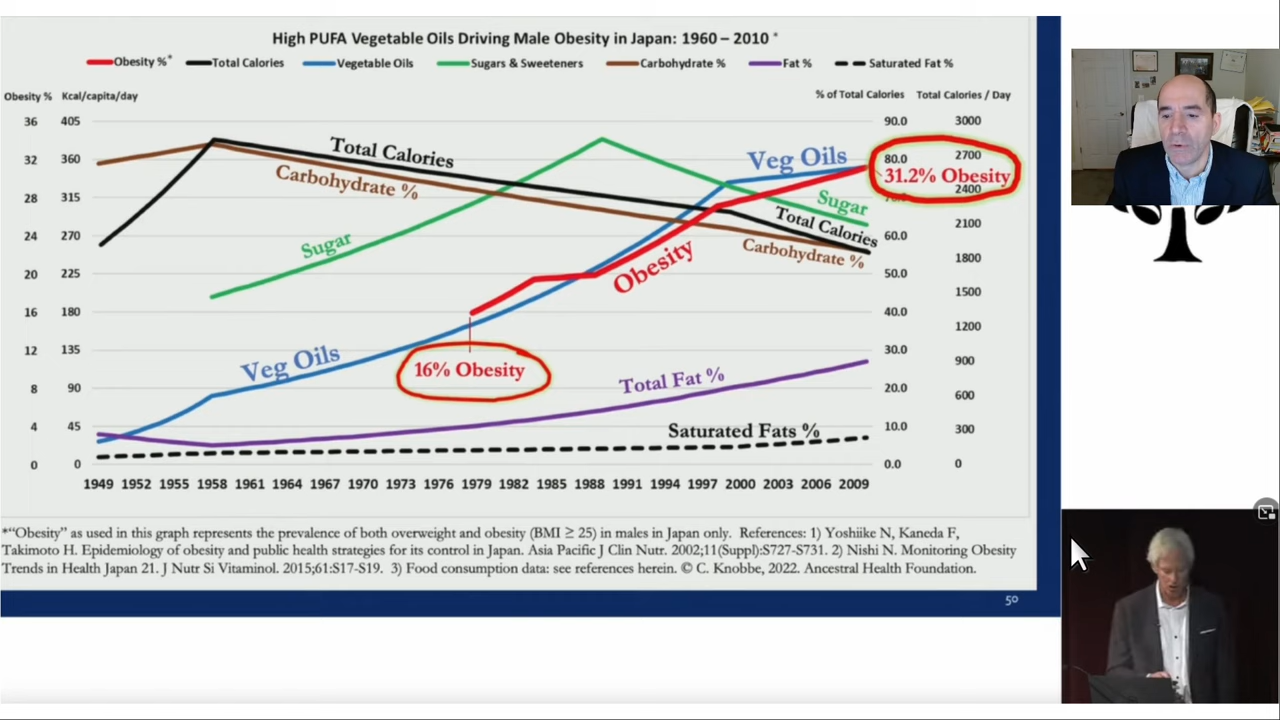 High PUFA Vegetable Oils Driving Male Obesity in Japan: 1960 – 2010 *
Obesity %* Total Calories Vegetable Oils Sugars & Sweeteners Carbohydrate % Fat % Saturated Fat %
Obesity % Kcal/capita/day % of Total Calories Total Calories / Day
36 405 90.0 3000
32 360 80.0 2700
28 315 2400
24 270 60.0 2100
20 225 50.0 1800
1500
16 180 40.0 1200
12 135 30.0 900
8 90 20.0 600
4 45 10.0 300
0 0 0.0 0
Total Calories
Carbohydrate %
Veg Oils
31.2% Obesity
Sugar
Total Calories
Carbohydrate %
Sugar
Obesity
Veg Oils
16% Obesity
Total Fat %
Saturated Fats %
1949 1952 1955 1958 1961 1964 1967 1970 1973 1976 1979 1982 1985 1988 1991 1994 1997 2000 2003 2006 2009
*“Obesity” as used in this graph represents the prevalence of both overweight and obesity (BMI ≥ 25) in males in Japan only. References: 1) Yoshiike N, Kaneda F,
Takimoto H. Epidemiology of obesity and public health strategies for its control in Japan. Asia Pacific J Clin Nutr. 2002;11(Suppl):S727-S731. 2) Nishi N. Monitoring Obesity
Trends in Health Japan 21. J Nutr Si Vitaminol. 2015;61:S17-S19. 3) Food consumption data: see references herein. © C. Knobbe, 2022. Ancestral Health Foundation.
50